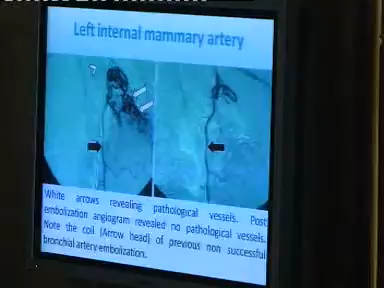 Left internal mammary artery
White arrows revealing pathological vessels. Post
embolization angiogram revealed no pathological vessels.
Note the coil (Arrow head) of previous non successful
bronchial artery embolization.